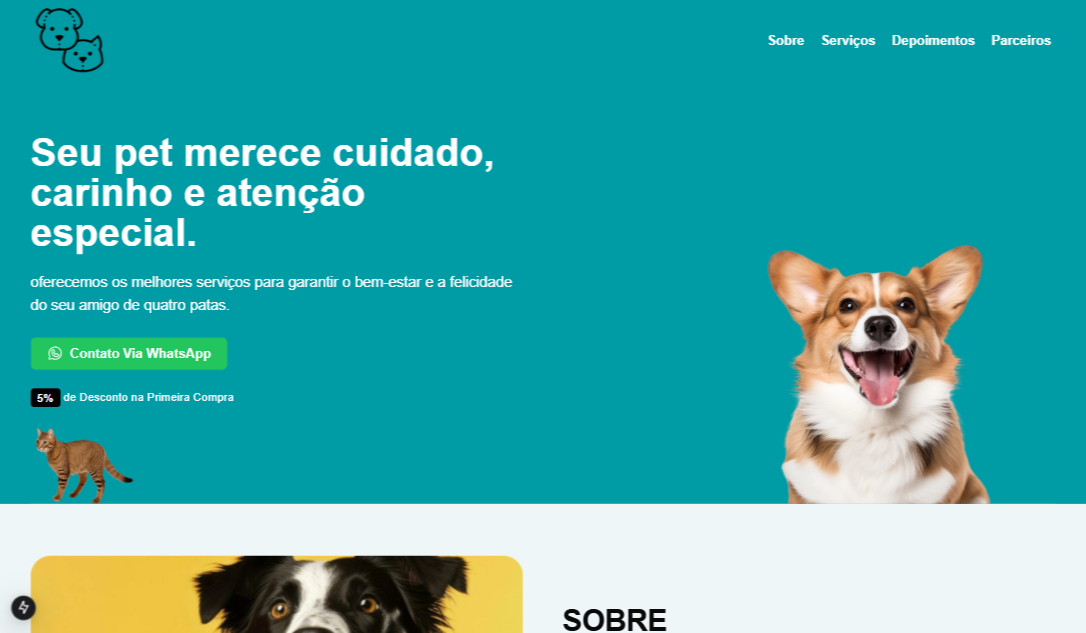 Sobre Serviços Depoimentos Parceiros
Seu pet merece cuidado,
carinho e atenção
especial.
oferecemos os melhores serviços para garantir o bem-estar e a felicidade
do seu amigo de quatro patas.
Contato Via WhatsApp
5% de Desconto na Primeira Compra
SOBRE